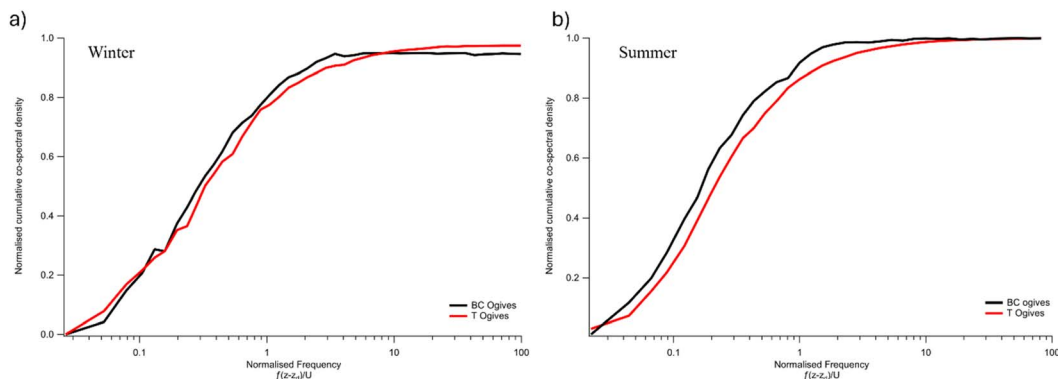 a)
Winter
Normalised cumulative co-spectral density
1.0
0.8
0.6
0.4
0.2
0.0
0.1
1
10
100
Normalised Frequency
f(z-zd)/U
BC Ogives
T Ogives
b)
Summer
Normalised cumulative co-spectral density
1.0
0.8
0.6
0.4
0.2
0.1
1
10
100
Normalised Frequency
f(z-zd)/U
BC Ogives
T Ogives